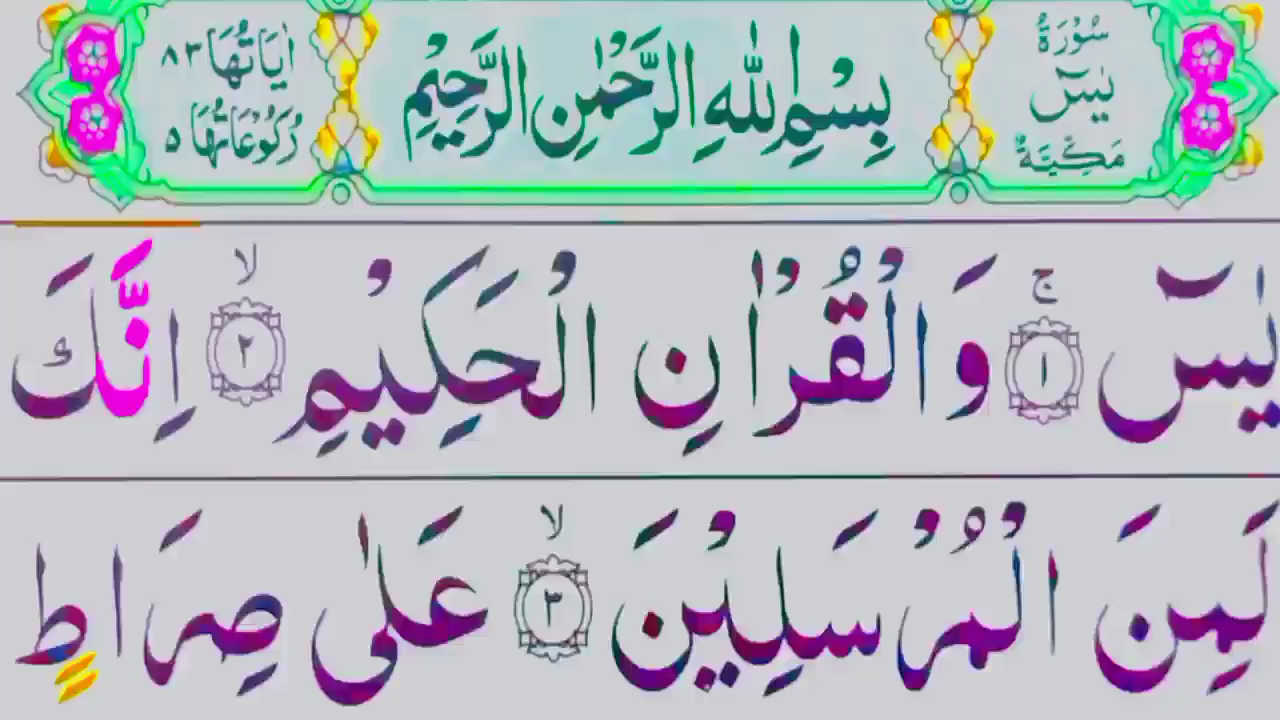 سُوْرَةُ
يٰسٓ
مَكِّيَّةٌ
بِسْمِ اللّٰهِ الرَّحْمٰنِ الرَّحِيْمِ
اٰيَاتُهَا ٨٣
رُكُوْعَاتُهَا ٥
يٰسٓ ۚ ١ وَالْقُرْاٰنِ الْحَكِيْمِ ۙ ٢ اِنَّكَ
لَمِنَ الْمُرْسَلِيْنَ ۙ ٣ عَلٰى صِرَاطٍ